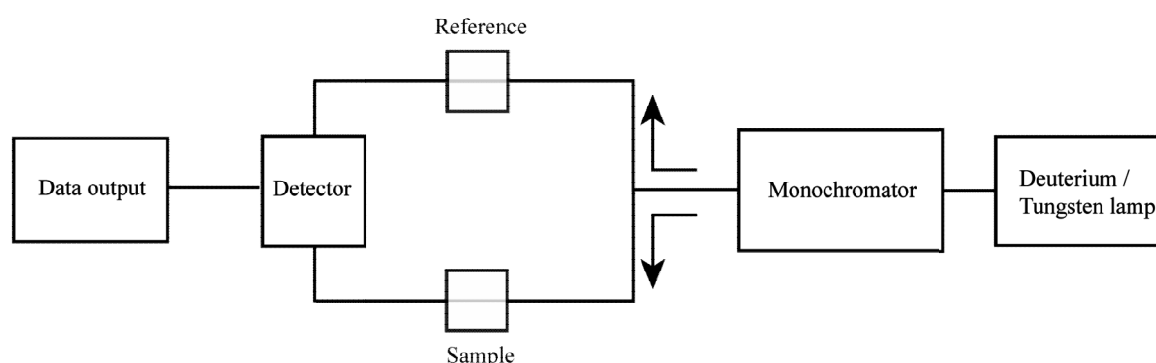 Reference
Data output
Detector
Monochromator
Deuterium /
Tungsten lamp
Sample